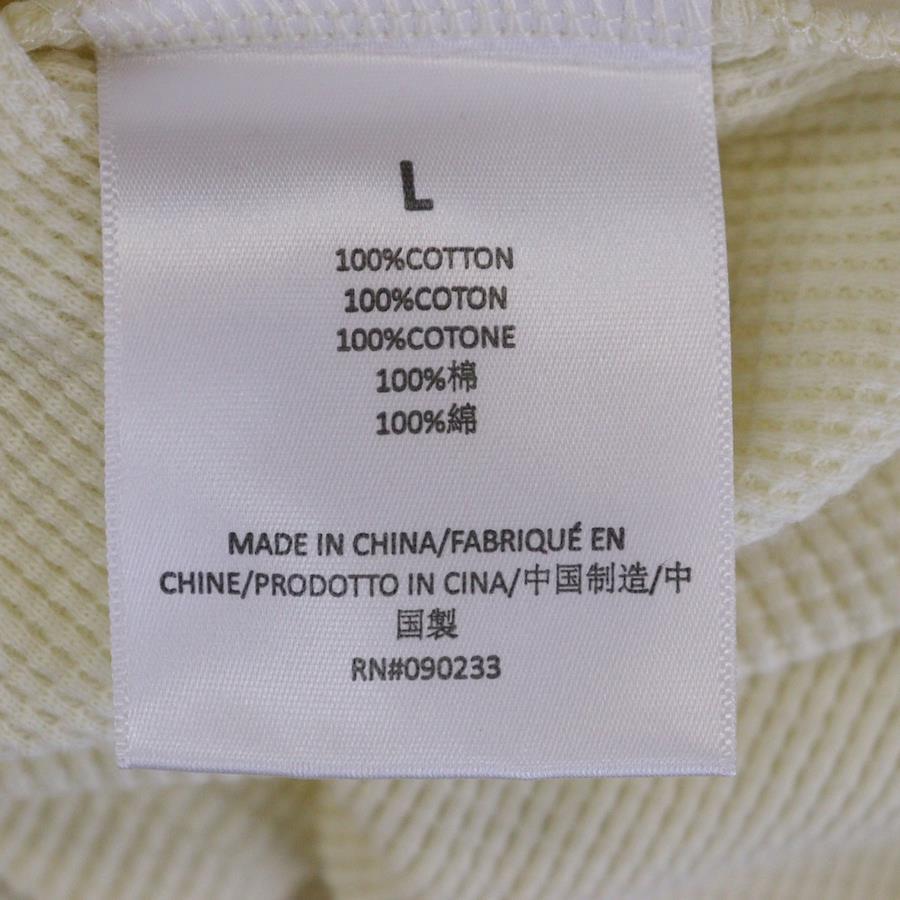 L
100%COTTON
100%COTON
100%COTONE
100%棉
100%綿
MADE IN CHINA/FABRIQUÉ EN
CHINE/PRODOTTO IN CINA/中国制造/中
国製
RN#090233